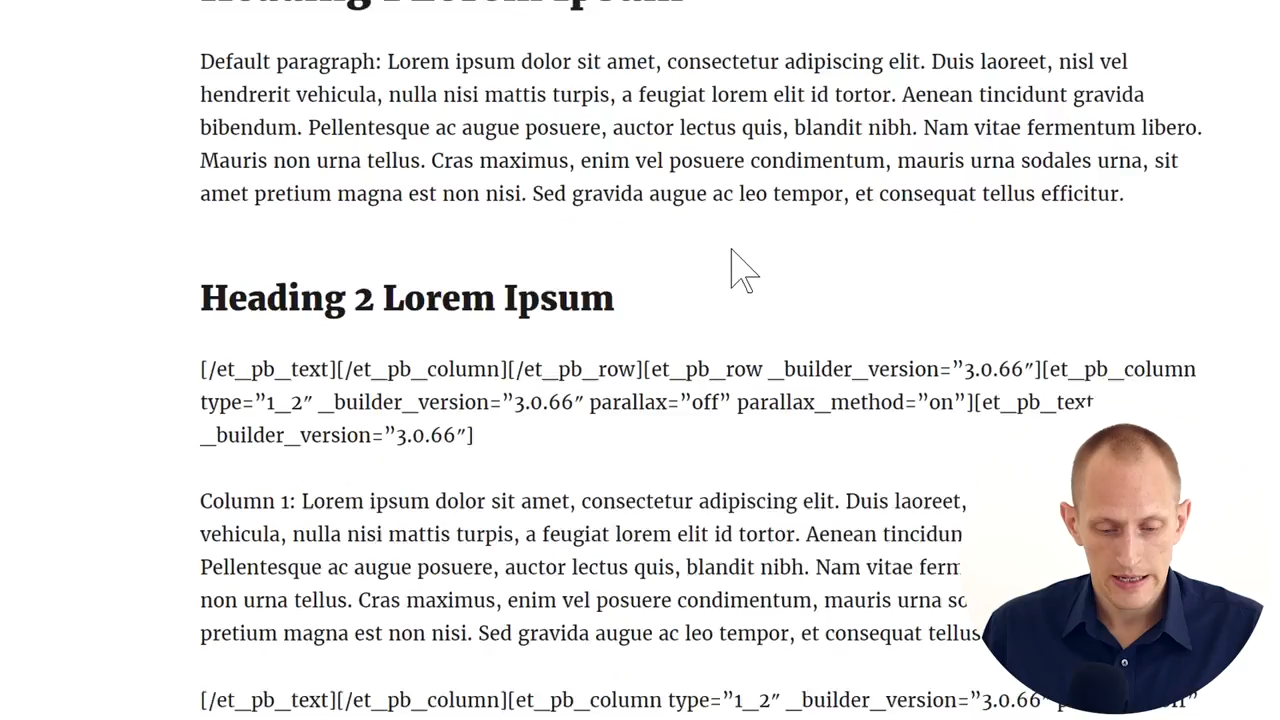 Heading 1 Lorem Ipsum
Default paragraph: Lorem ipsum dolor sit amet, consectetur adipiscing elit. Duis laoreet, nisl vel
hendrerit vehicula, nulla nisi mattis turpis, a feugiat lorem elit id tortor. Aenean tincidunt gravida
bibendum. Pellentesque ac augue posuere, auctor lectus quis, blandit nibh. Nam vitae fermentum libero.
Mauris non urna tellus. Cras maximus, enim vel posuere condimentum, mauris urna sodales urna, sit
amet pretium magna est non nisi. Sed gravida augue ac leo tempor, et consequat tellus efficitur.
Heading 2 Lorem Ipsum
[/et_pb_text][/et_pb_column][/et_pb_row][et_pb_row _builder_version=”3.0.66″][et_pb_column
type=”1_2″ _builder_version=”3.0.66″ parallax=”off” parallax_method=”on”][et_pb_text
_builder_version=”3.0.66″]
Column 1: Lorem ipsum dolor sit amet, consectetur adipiscing elit. Duis laoreet,
vehicula, nulla nisi mattis turpis, a feugiat lorem elit id tortor. Aenean tincidun
Pellentesque ac augue posuere, auctor lectus quis, blandit nibh. Nam vitae ferm
non urna tellus. Cras maximus, enim vel posuere condimentum, mauris urna so
pretium magna est non nisi. Sed gravida augue ac leo tempor, et consequat tellus
[/et_pb_text][/et_pb_column][et_pb_column type=”1_2″ _builder_version=”3.0.66″